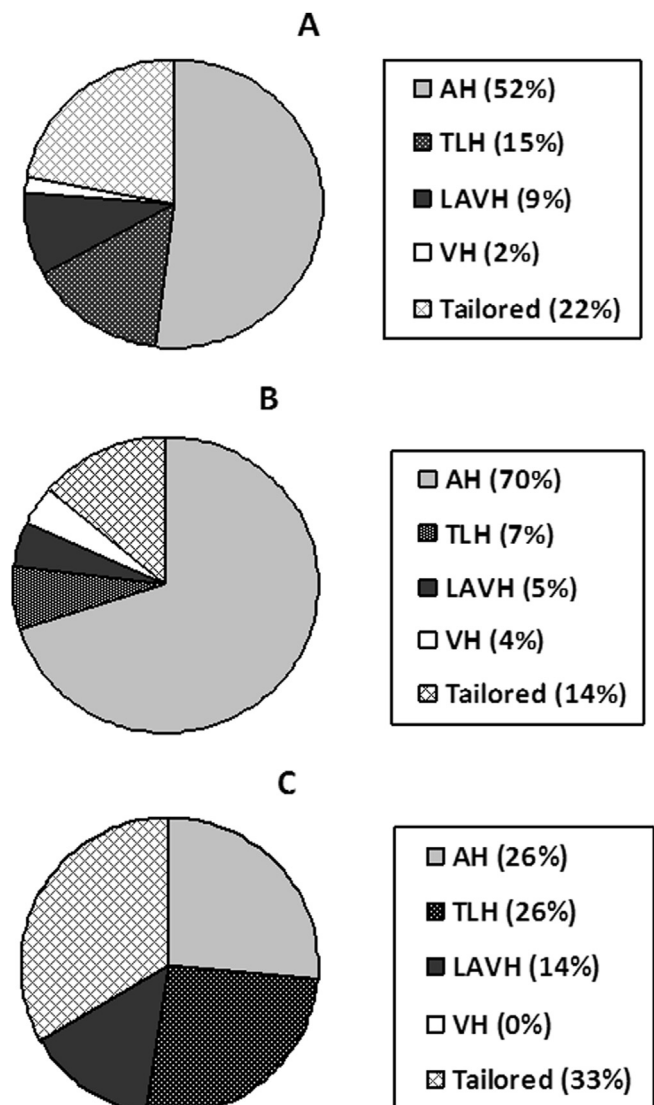 A
AH (52%)
TLH (15%)
LAVH (9%)
VH (2%)
Tailored (22%)
B
AH (70%)
TLH (7%)
LAVH (5%)
VH (4%)
Tailored (14%)
C
AH (26%)
TLH (26%)
LAVH (14%)
VH (0%)
Tailored (33%)